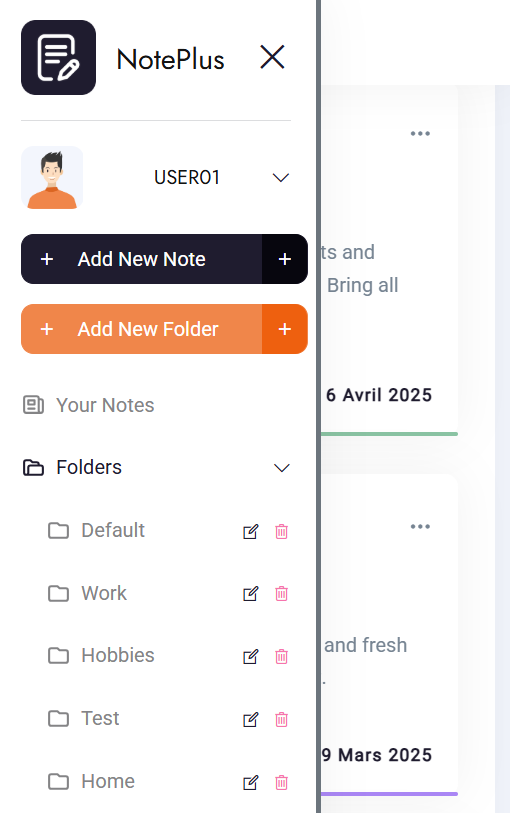 NotePlus
USER01
+ Add New Note +
+ Add New Folder +
Your Notes
Folders
Default
Work
Hobbies
Test
Home
ts and
Bring all
6 Avril 2025
and fresh
.
9 Mars 2025